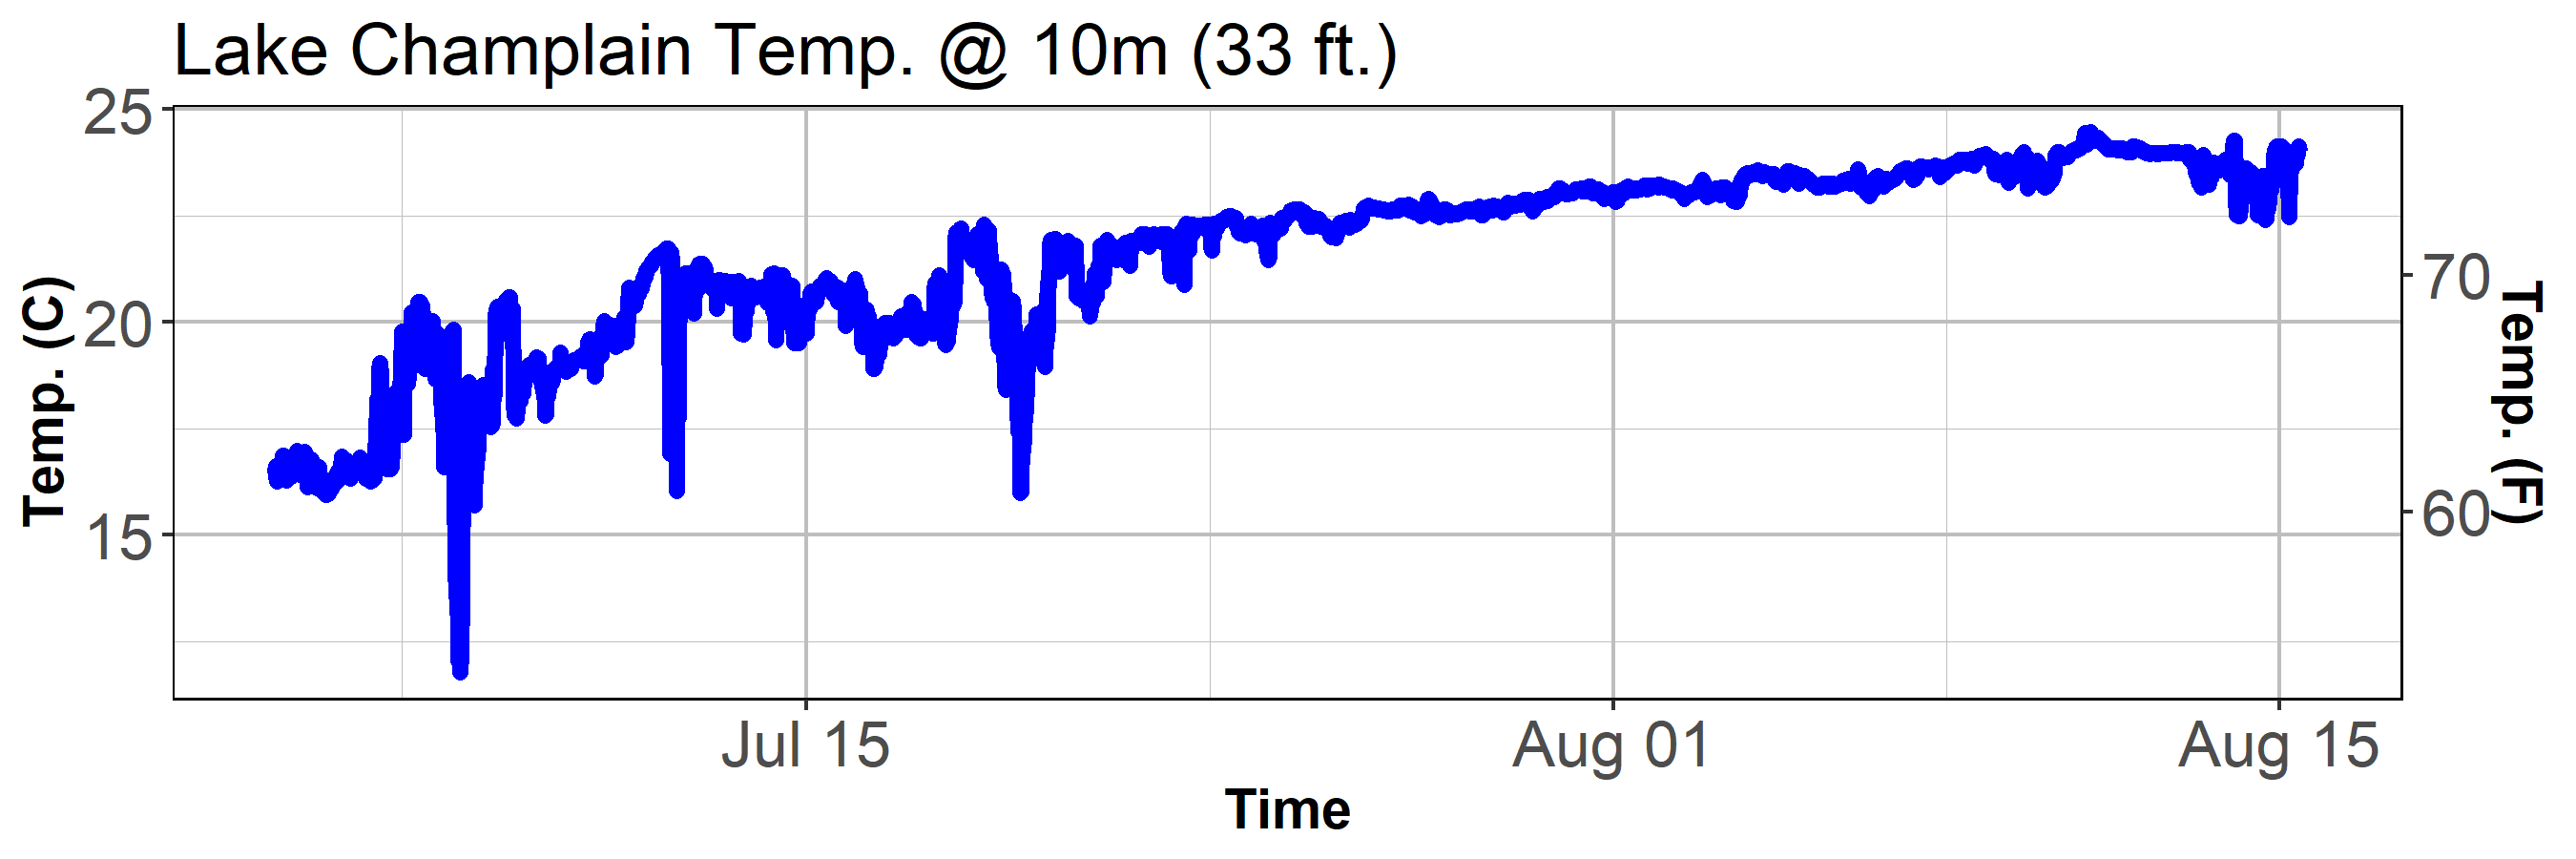 Lake Champlain Temp. @ 10m (33 ft.)
25
20
15
Temp. (C)
70
60
Temp. (F)
Jul 15
Aug 01
Aug 15
Time